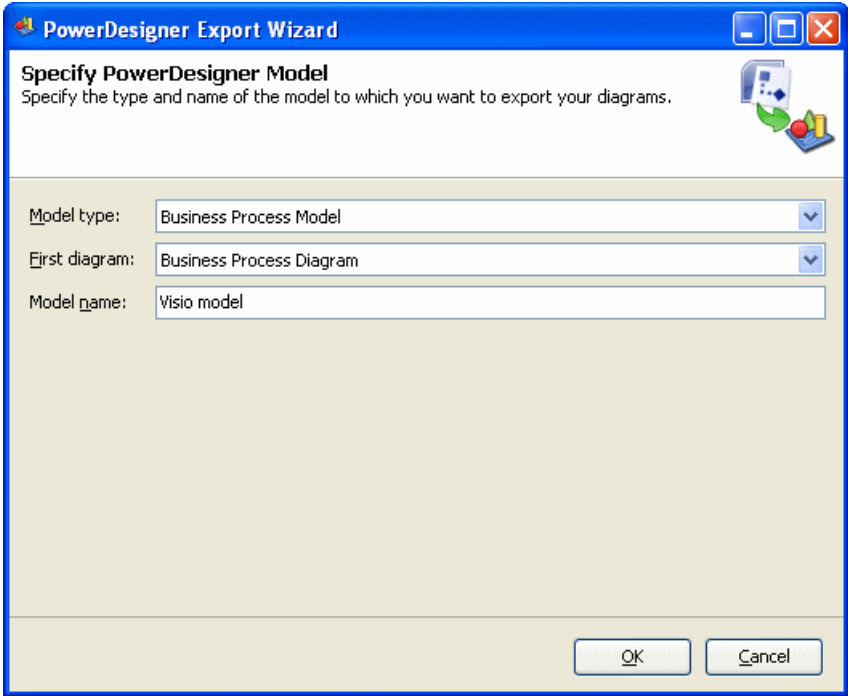 PowerDesigner Export Wizard
Specify PowerDesigner Model
Specify the type and name of the model to which you want to export your diagrams.
Model type: Business Process Model
First diagram: Business Process Diagram
Model name: Visio model
OK Cancel